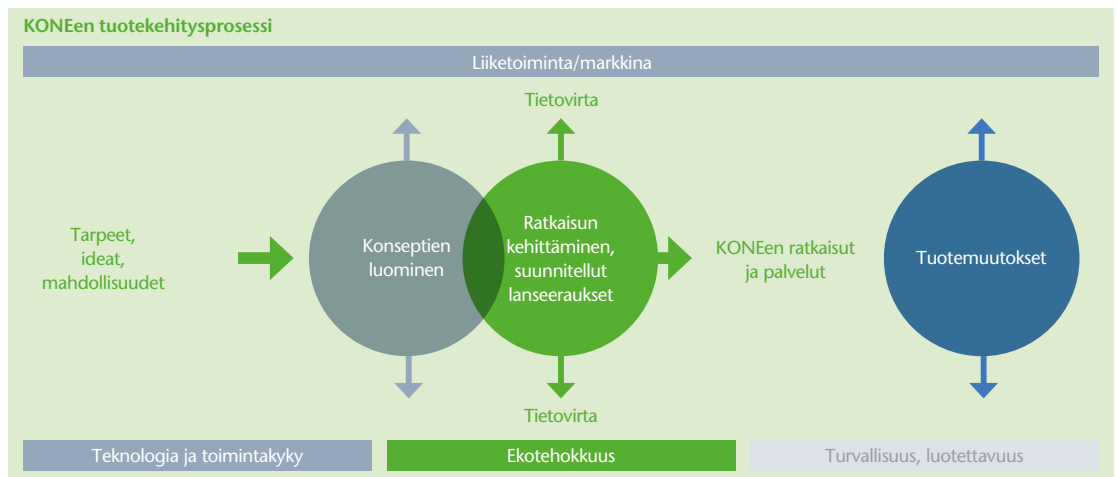 KONEen tuotekehitysprosessi
Liiketoiminta/markkina
Tietovirta
Tarpeet,
ideat,
mahdollisuudet
Konseptien
luominen
Ratkaisun
kehittäminen,
suunnitellut
lanseeraukset
KONEen ratkaisut
ja palvelut
Tuotemuutokset
Tietovirta
Teknologia ja toimintakyky
Ekotehokkuus
Turvallisuus, luotettavuus